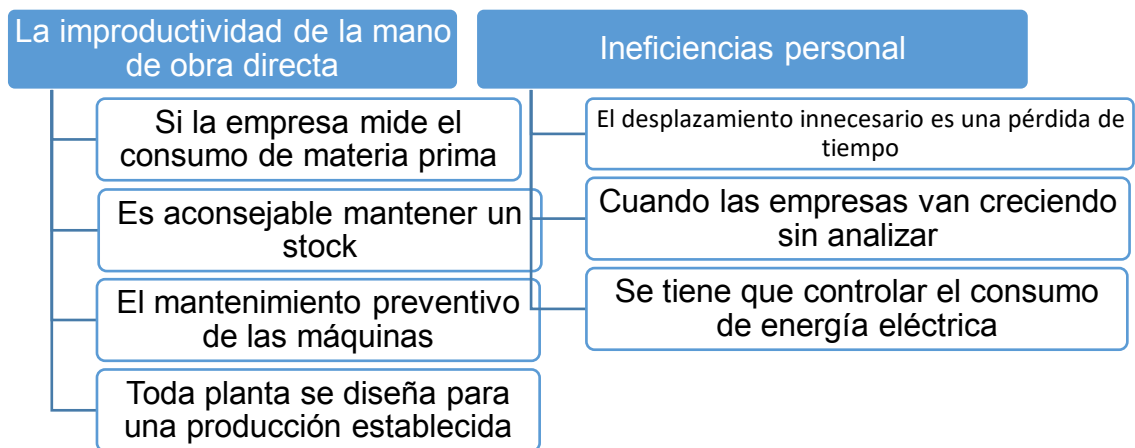 La improductividad de la mano
de obra directa
Si la empresa mide el
consumo de materia prima
Es aconsejable mantener un
stock
El mantenimiento preventivo
de las máquinas
Toda planta se diseña para
una producción establecida
Ineficiencias personal
El desplazamiento innecesario es una pérdida de
tiempo
Cuando las empresas van creciendo
sin analizar
Se tiene que controlar el consumo
de energía eléctrica